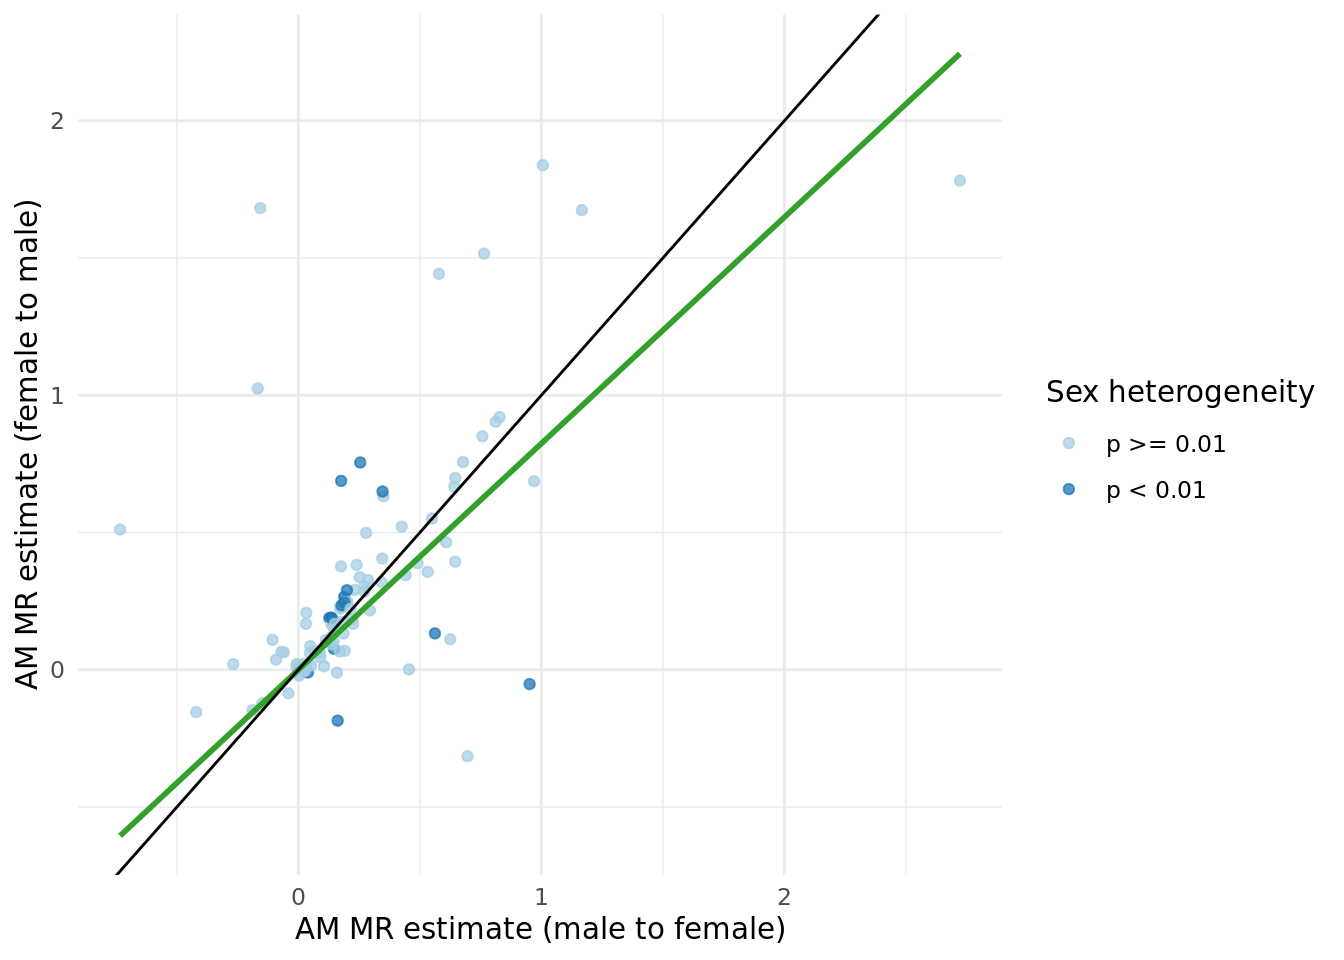 2
1
0
0
1
2
AM MR estimate (female to male)
AM MR estimate (male to female)
Sex heterogeneity
p >= 0.01
p < 0.01